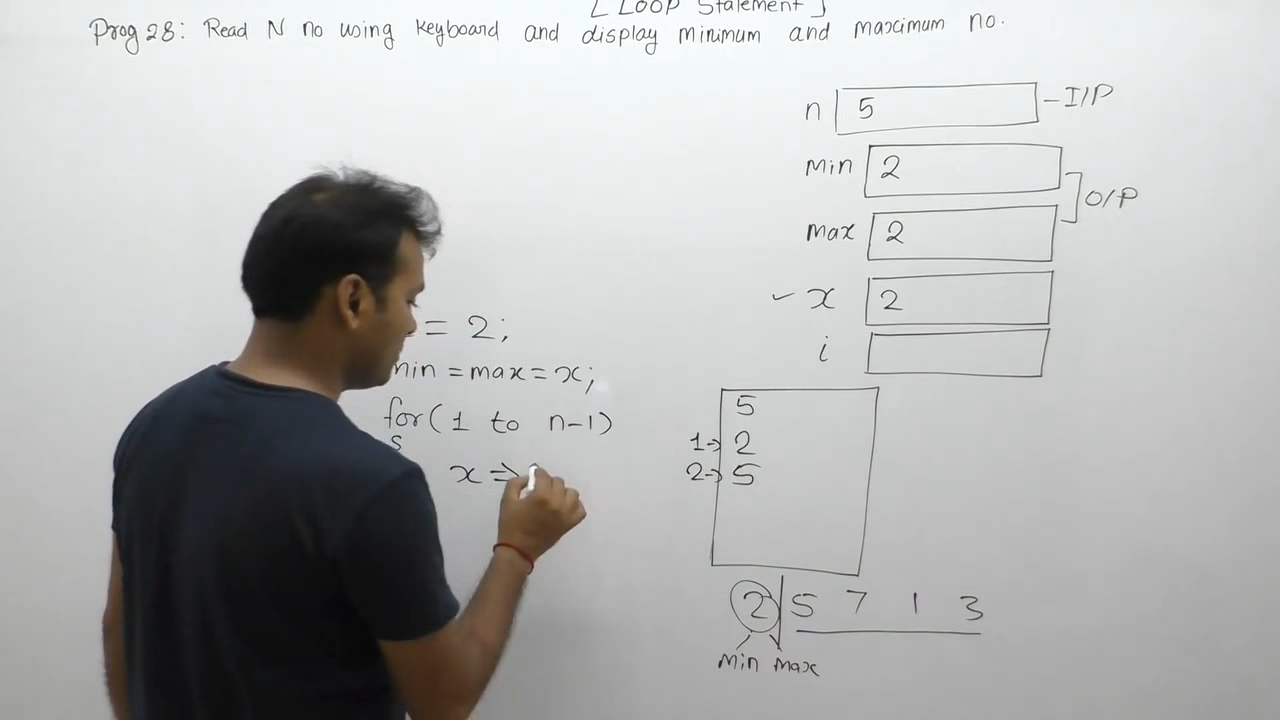 [ Loop Statement ]
Prog 28: Read N no using keyboard and display minimum and maximum no.
n 5 - I/P
min 2
O/P
max 2
✓ x 2
i
= 2;
min = max = x;
for( 1 to n-1)
x ⇒
5
1→ 2
2→ 5
2 | 5 7 1 3
min max